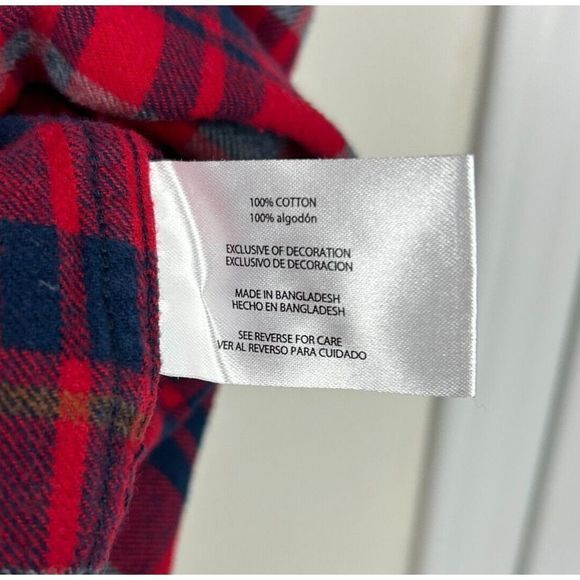 100% COTTON
100% algodón
EXCLUSIVE OF DECORATION
EXCLUSIVO DE DECORACION
MADE IN BANGLADESH
HECHO EN BANGLADESH
SEE REVERSE FOR CARE
VER AL REVERSO PARA CUIDADO